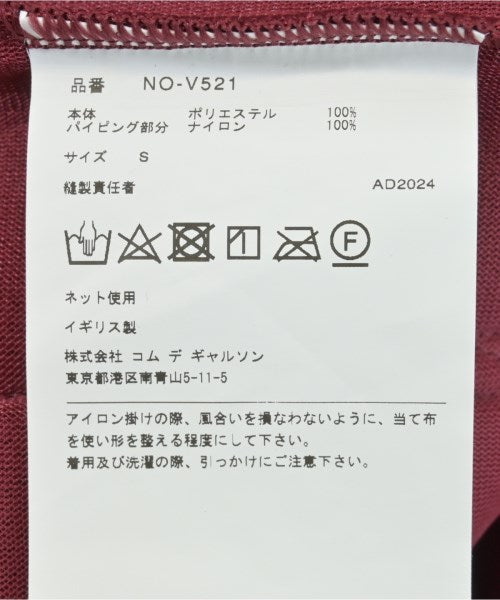 品番 NO-V521
本体 ポリエステル 100%
パイピング部分 ナイロン 100%
サイズ S
縫製責任者 AD2024
F
ネット使用
イギリス製
株式会社 コム デ ギャルソン
東京都港区南青山5-11-5
アイロン掛けの際、風合いを損なわないように、当て布
を使い形を整える程度にして下さい。
着用及び洗濯の際、引っかけにご注意下さい。